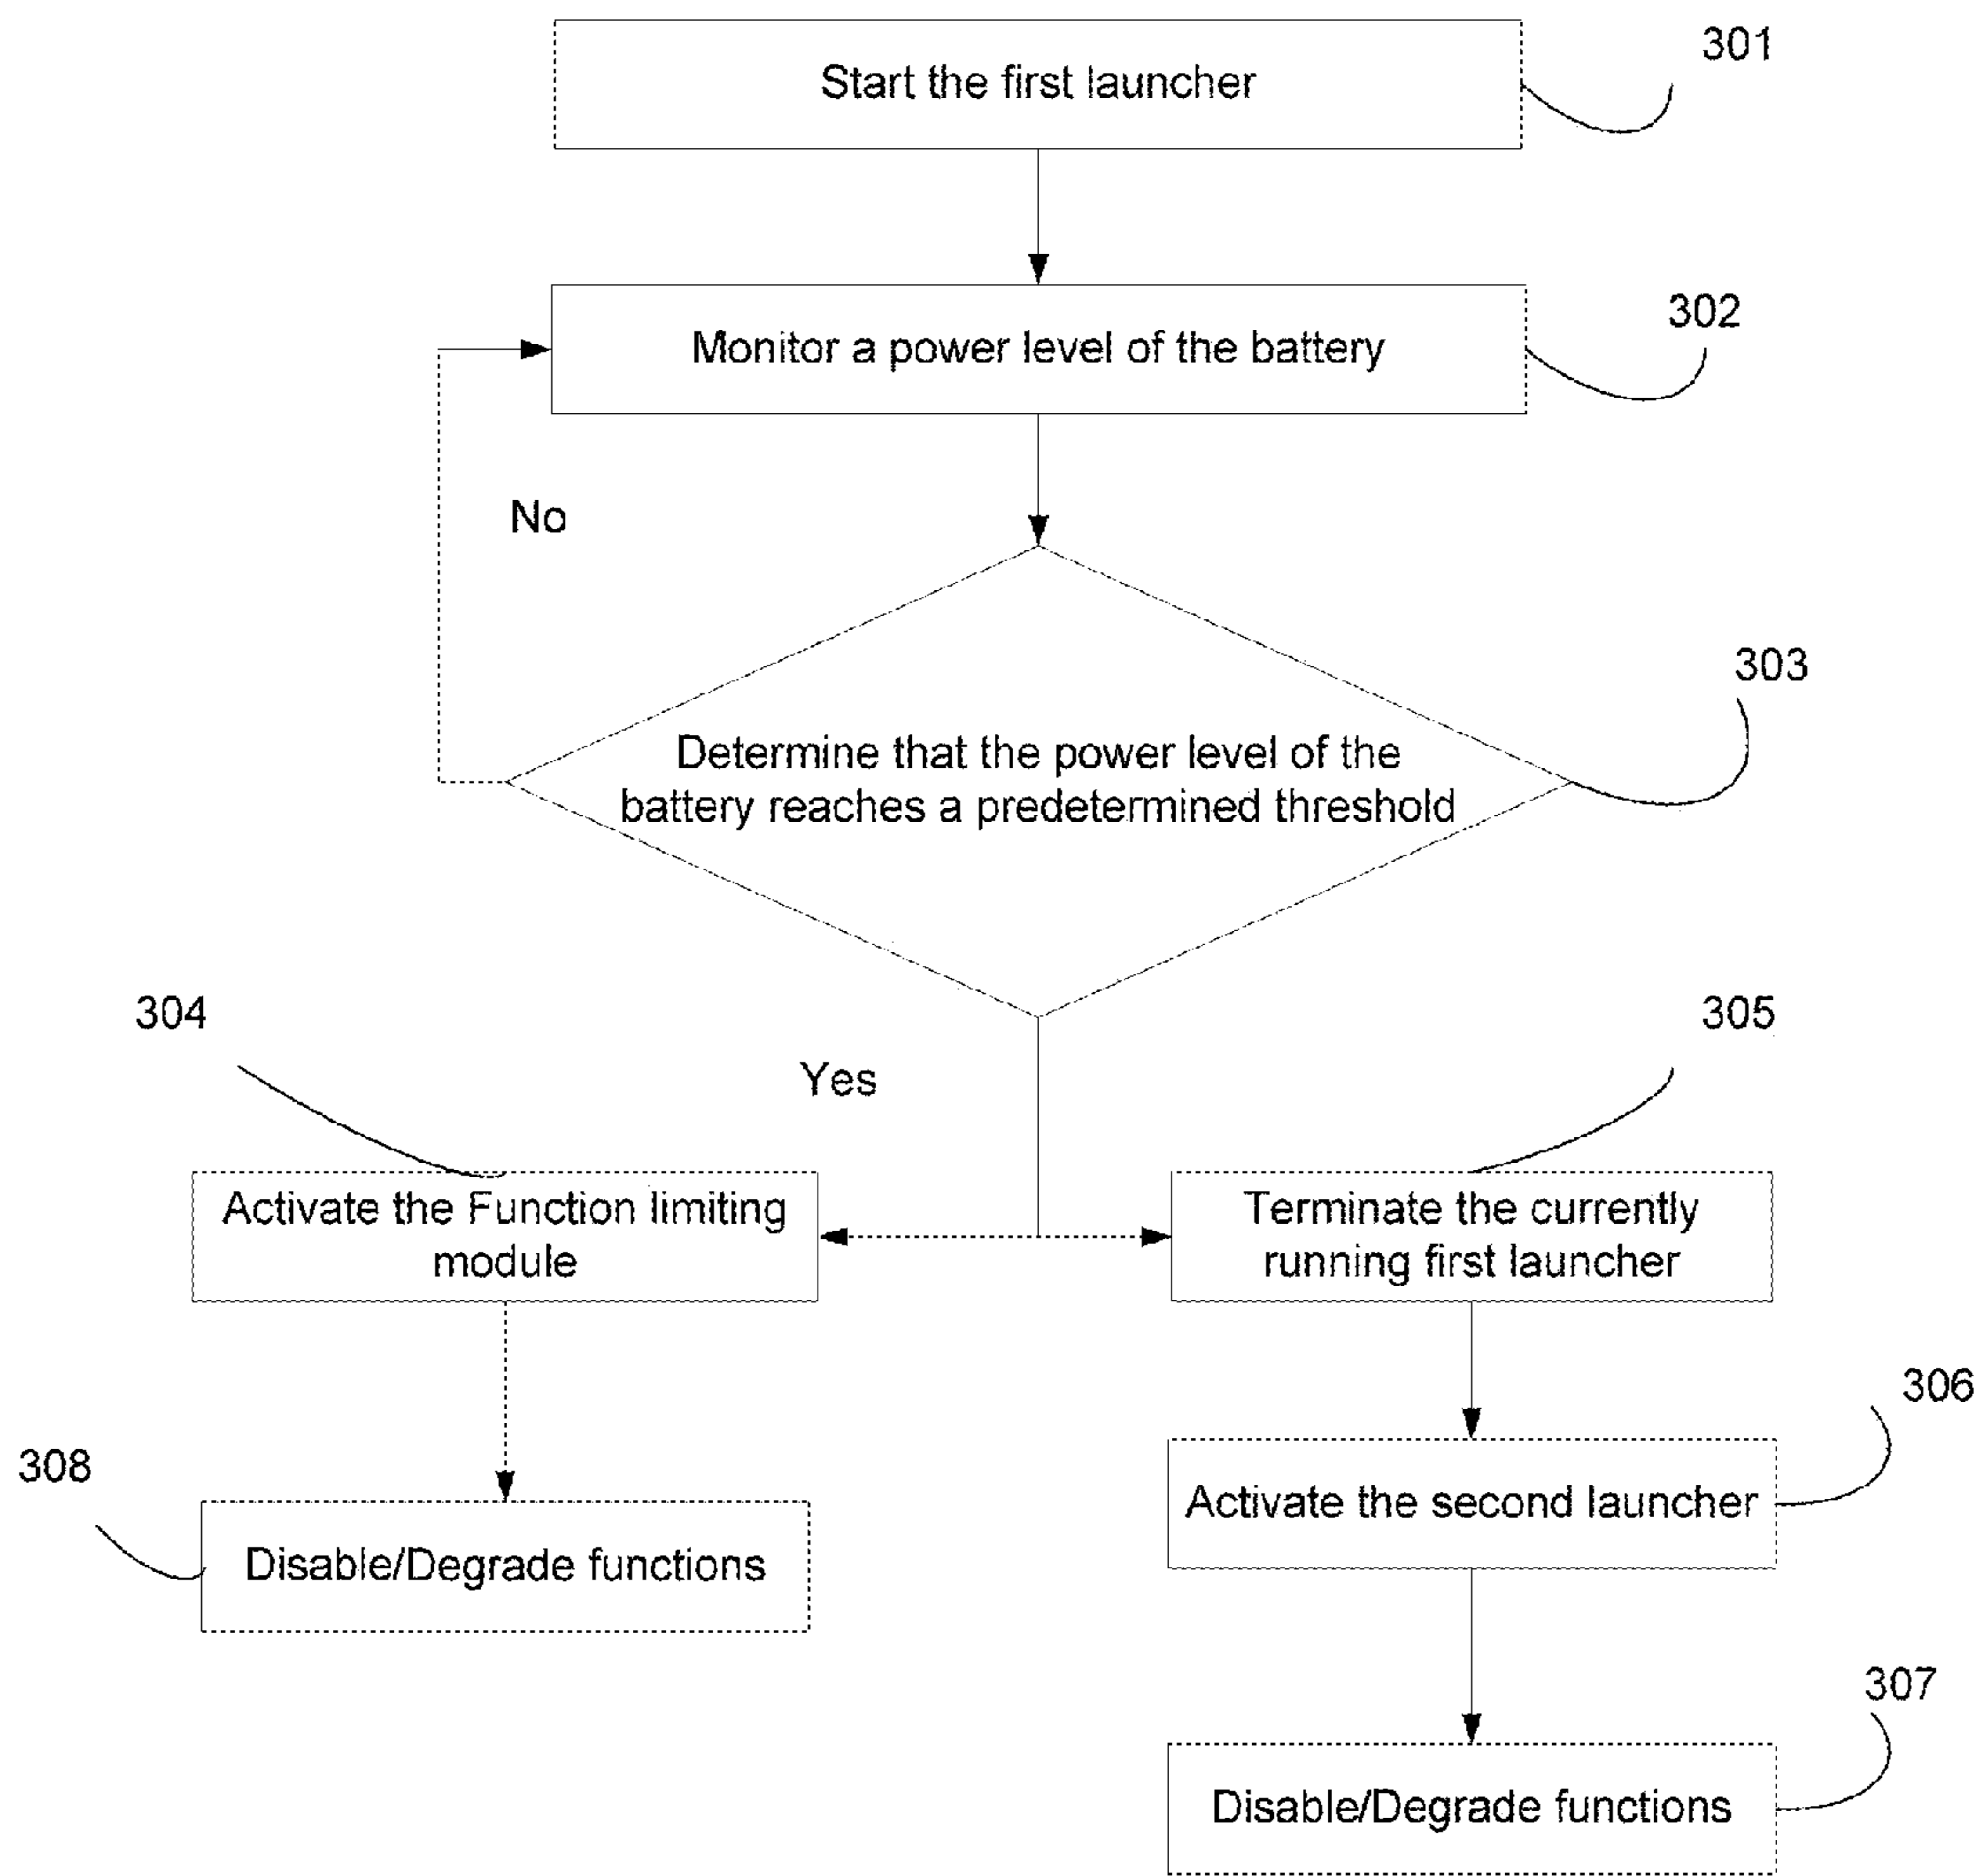 Start the first launcher
301
Monitor a power level of the battery
302
No
Determine that the power level of the
battery reaches a predetermined threshold
303
304
305
Yes
Activate the Function limiting
module
Terminate the currently
running first launcher
306
308
Activate the second launcher
Disable/Degrade functions
307
Disable/Degrade functions